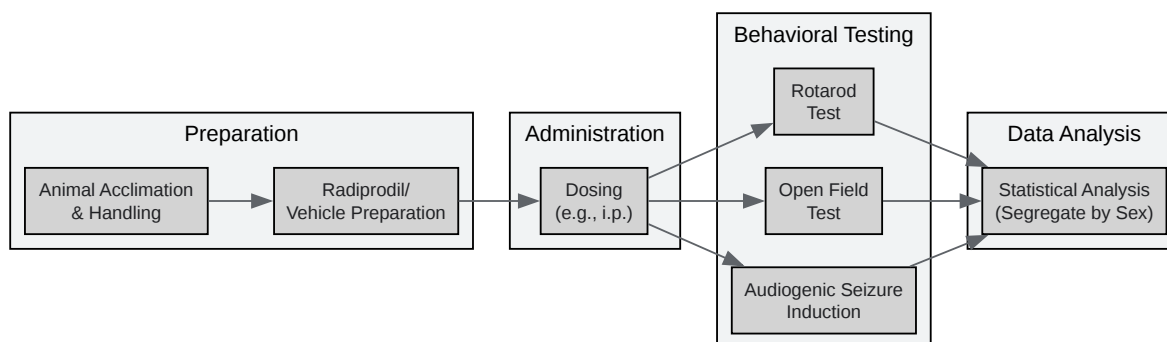 Preparation
Animal Acclimation
& Handling
Radiprodil/
Vehicle Preparation
Administration
Dosing
(e.g., i.p.)
Behavioral Testing
Rotarod
Test
Open Field
Test
Audiogenic Seizure
Induction
Data Analysis
Statistical Analysis
(Segregate by Sex)